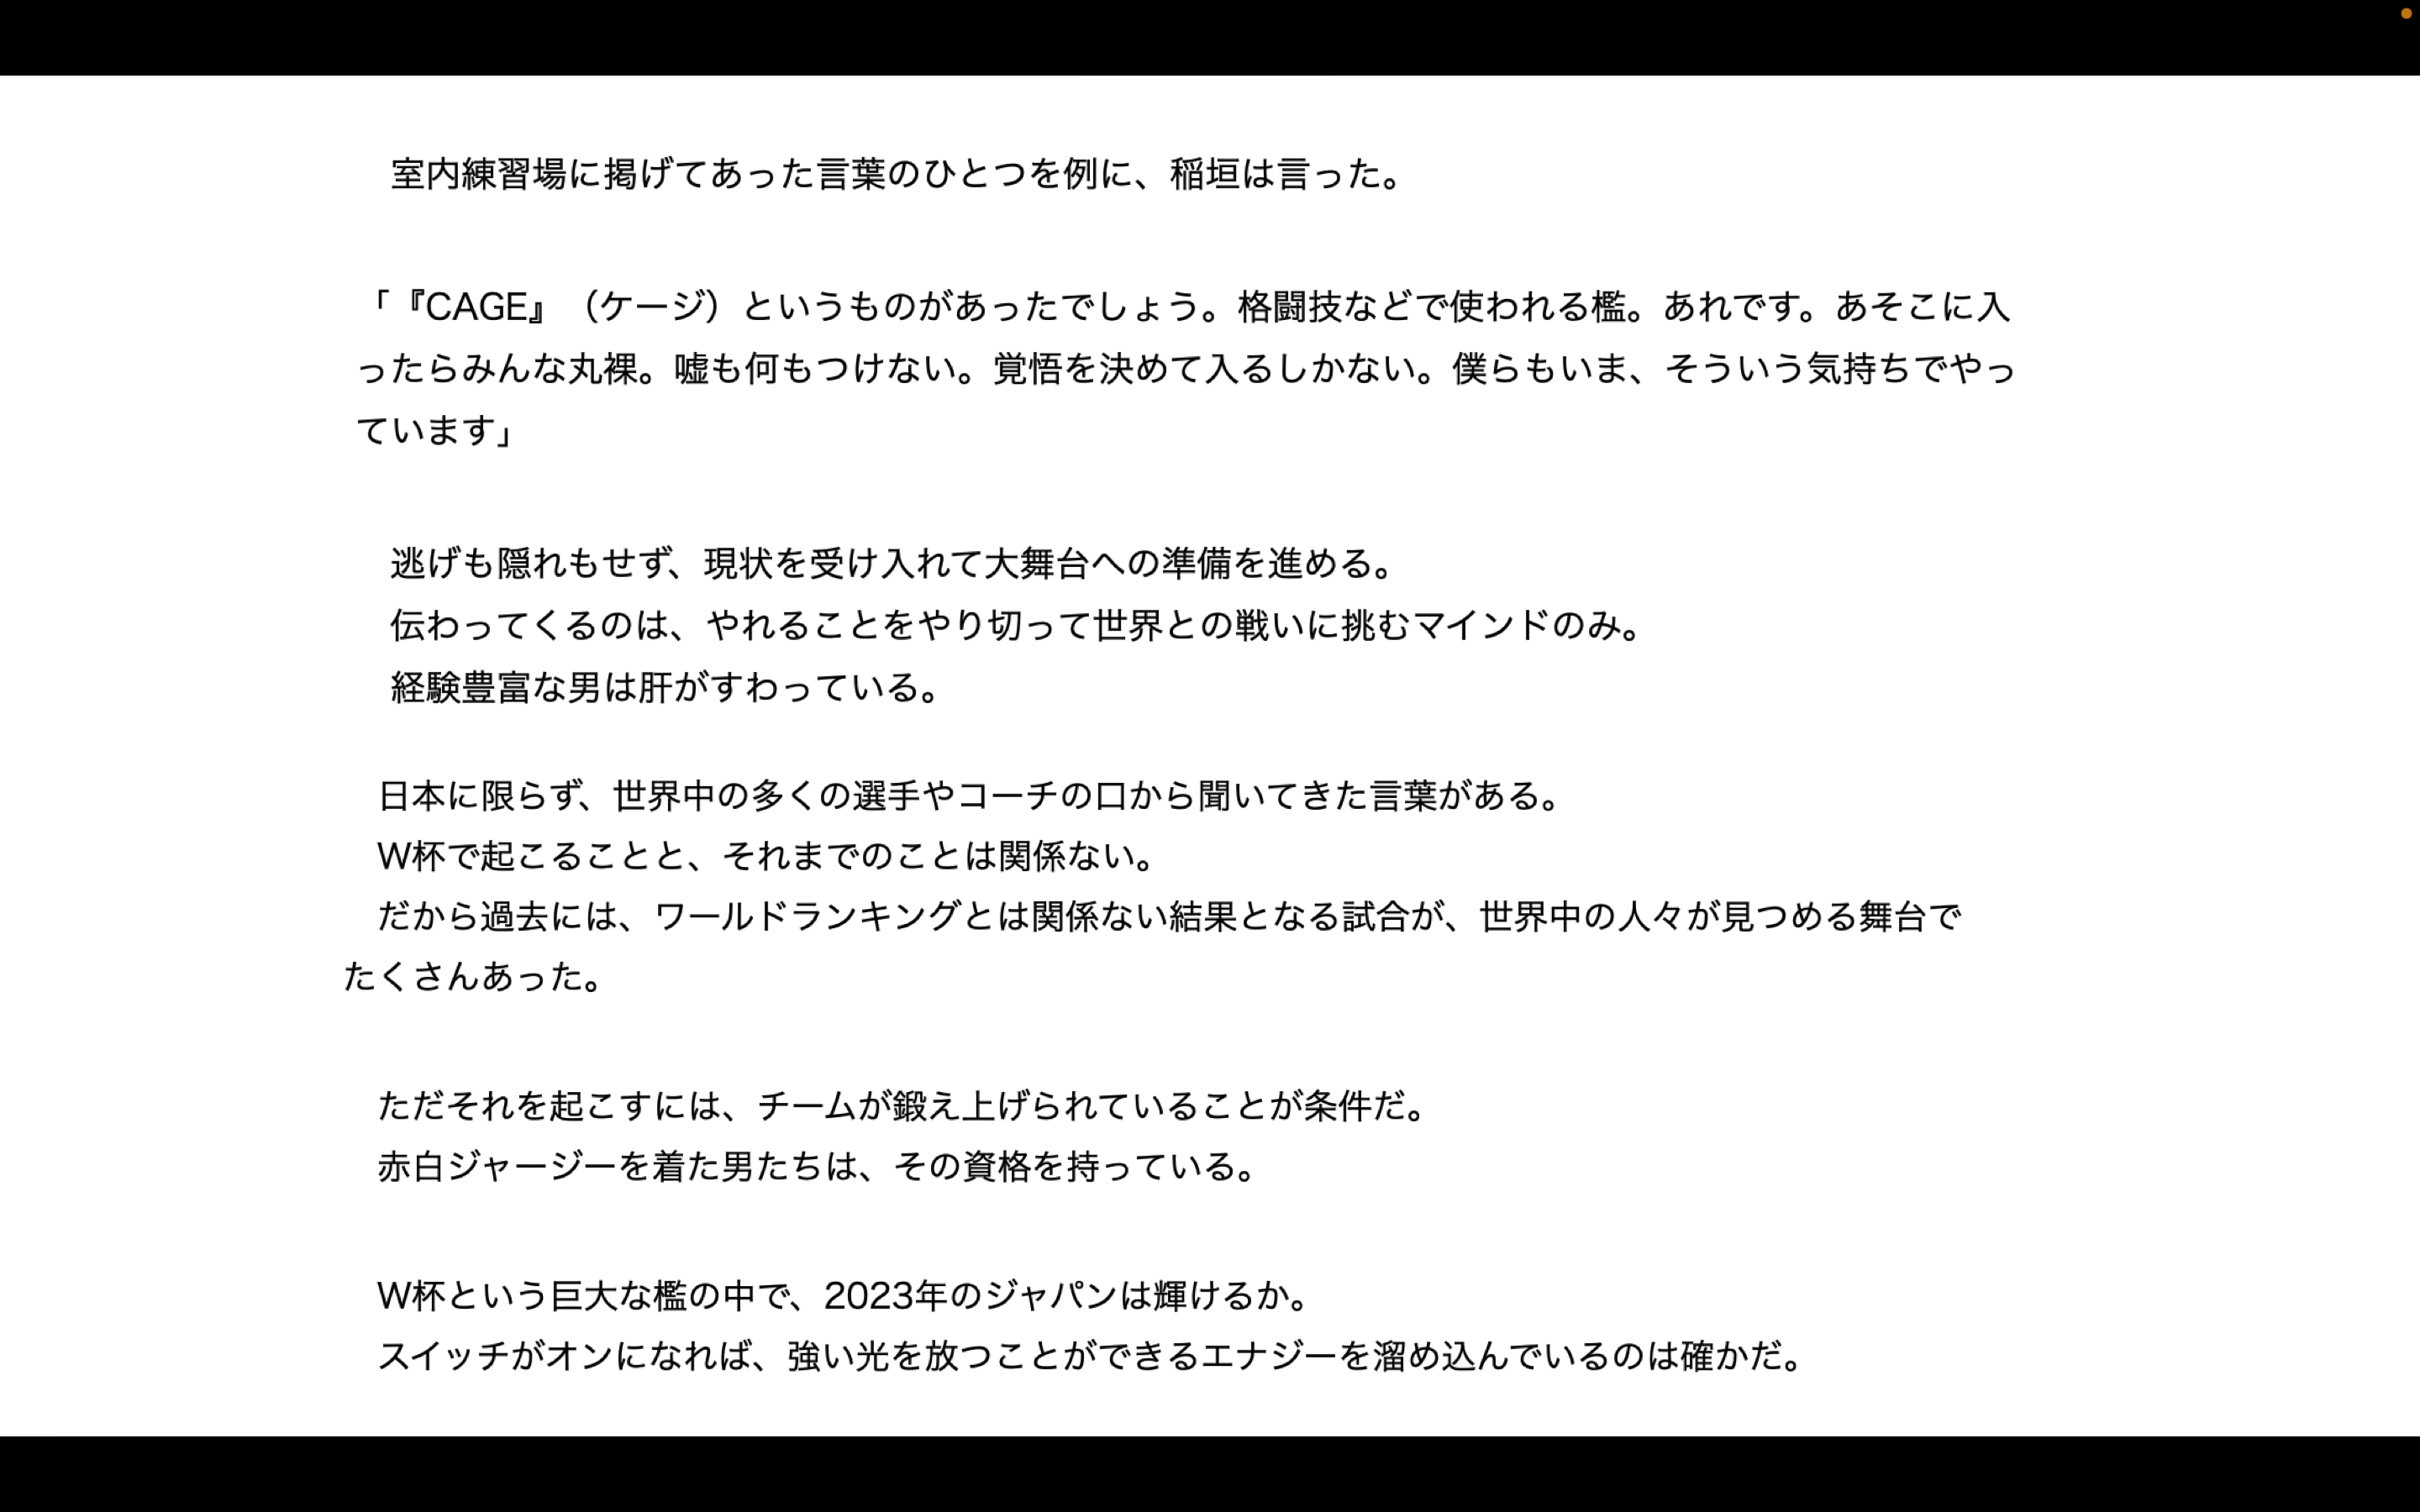 室内練習場に掲げてあった言葉のひとつを例に、稲垣は言った。
「『CAGE』（ケージ）というものがあったでしょう。格闘技などで使われる檻。あれです。あそこに入
ったらみんな丸裸。嘘も何もつけない。覚悟を決めて入るしかない。僕らもいま、そういう気持ちでやっ
ています」
逃げも隠れもせず、現状を受け入れて大舞台への準備を進める。
伝わってくるのは、やれることをやり切って世界との戦いに挑むマインドのみ。
経験豊富な男は肝がすわっている。
日本に限らず、世界中の多くの選手やコーチの口から聞いてきた言葉がある。
W杯で起こることと、それまでのことは関係ない。
だから過去には、ワールドランキングとは関係ない結果となる試合が、世界中の人々が見つめる舞台で
たくさんあった。
ただそれを起こすには、チームが鍛え上げられていることが条件だ。
赤白ジャージーを着た男たちは、その資格を持っている。
W杯という巨大な檻の中で、2023年のジャパンは輝けるか。
スイッチがオンになれば、強い光を放つことができるエナジーを溜め込んでいるのは確かだ。